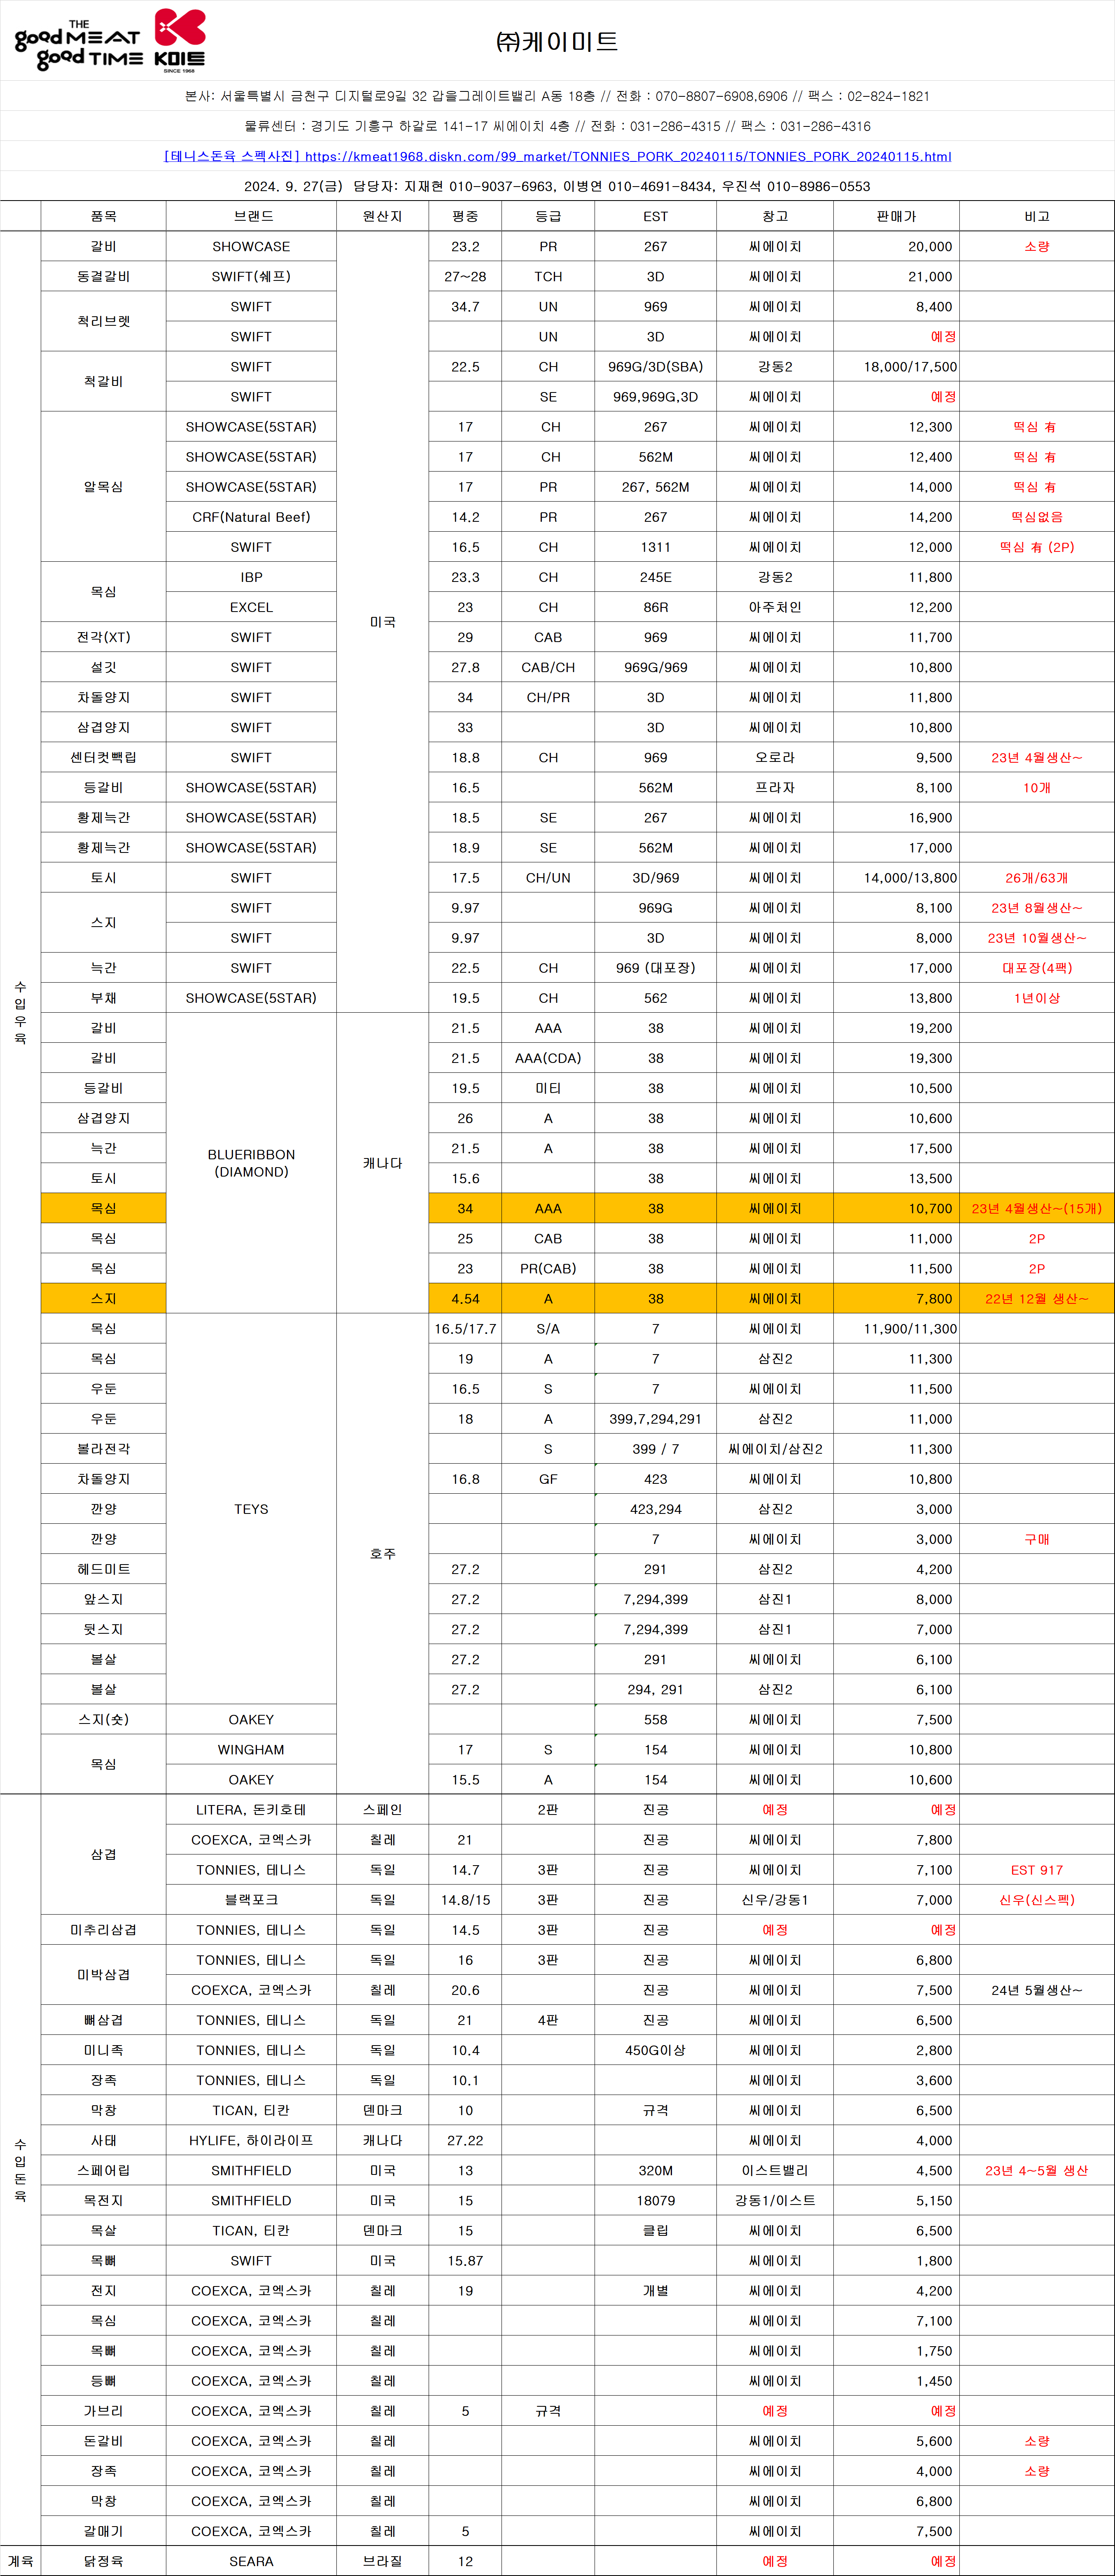 THE
good MEAT
good TIME K미트
SINCE 1968
㈜케이미트
본사: 서울특별시 금천구 디지털로9길 32 갑을그레이트밸리 A동 18층 // 전화 : 070-8807-6908,6906 // 팩스 : 02-824-1821
물류센터 : 경기도 기흥구 하갈로 141-17 씨에이치 4층 // 전화 : 031-286-4315 // 팩스 : 031-286-4316
[테니스돈육 스펙사진] https://kmeat1968.diskn.com/99_market/TONNIES_PORK_20240115/TONNIES_PORK_20240115.html
2024. 9. 27(금) 담당자: 지재현 010-9037-6963, 이병연 010-4691-8434, 우진석 010-8986-0553
품목 브랜드 원산지 평중 등급 EST 창고 판매가 비고
수입우육
갈비 SHOWCASE 미국 23.2 PR 267 씨에이치 20,000 소량
동결갈비 SWIFT(쉐프) 27~28 TCH 3D 씨에이치 21,000
척리브렛 SWIFT 34.7 UN 969 씨에이치 8,400
SWIFT UN 3D 씨에이치 예정
척갈비 SWIFT 22.5 CH 969G/3D(SBA) 강동2 18,000/17,500
SWIFT SE 969,969G,3D 씨에이치 예정
알목심 SHOWCASE(5STAR) 17 CH 267 씨에이치 12,300 떡심 有
SHOWCASE(5STAR) 17 CH 562M 씨에이치 12,400 떡심 有
SHOWCASE(5STAR) 17 PR 267, 562M 씨에이치 14,000 떡심 有
CRF(Natural Beef) 14.2 PR 267 씨에이치 14,200 떡심없음
SWIFT 16.5 CH 1311 씨에이치 12,000 떡심 有 (2P)
목심 IBP 23.3 CH 245E 강동2 11,800
EXCEL 23 CH 86R 아주처인 12,200
전각(XT) SWIFT 29 CAB 969 씨에이치 11,700
설깃 SWIFT 27.8 CAB/CH 969G/969 씨에이치 10,800
차돌양지 SWIFT 34 CH/PR 3D 씨에이치 11,800
삼겹양지 SWIFT 33 3D 씨에이치 10,800
센터컷빽립 SWIFT 18.8 CH 969 오로라 9,500 23년 4월생산~
등갈비 SHOWCASE(5STAR) 16.5 562M 프라자 8,100 10개
황제늑간 SHOWCASE(5STAR) 18.5 SE 267 씨에이치 16,900
황제늑간 SHOWCASE(5STAR) 18.9 SE 562M 씨에이치 17,000
토시 SWIFT 17.5 CH/UN 3D/969 씨에이치 14,000/13,800 26개/63개
스지 SWIFT 9.97 969G 씨에이치 8,100 23년 8월생산~
SWIFT 9.97 3D 씨에이치 8,000 23년 10월생산~
늑간 SWIFT 22.5 CH 969 (대포장) 씨에이치 17,000 대포장(4팩)
부채 SHOWCASE(5STAR) 19.5 CH 562 씨에이치 13,800 1년이상
갈비 BLUERIBBON (DIAMOND) 캐나다 21.5 AAA 38 씨에이치 19,200
갈비 21.5 AAA(CDA) 38 씨에이치 19,300
등갈비 19.5 미티 38 씨에이치 10,500
삼겹양지 26 A 38 씨에이치 10,600
늑간 21.5 A 38 씨에이치 17,500
토시 15.6 38 씨에이치 13,500
목심 34 AAA 38 씨에이치 10,700 23년 4월생산~(15개)
목심 25 CAB 38 씨에이치 11,000 2P
목심 23 PR(CAB) 38 씨에이치 11,500 2P
스지 4.54 A 38 씨에이치 7,800 22년 12월 생산~
목심 TEYS 호주 16.5/17.7 S/A 7 씨에이치 11,900/11,300
목심 19 A 7 삼진2 11,300
우둔 16.5 S 7 씨에이치 11,500
우둔 18 A 399,7,294,291 삼진2 11,000
볼라전각 S 399 / 7 씨에이치/삼진2 11,300
차돌양지 16.8 GF 423 씨에이치 10,800
깐양 423,294 삼진2 3,000
깐양 7 씨에이치 3,000 구매
헤드미트 27.2 291 삼진2 4,200
앞스지 27.2 7,294,399 삼진1 8,000
뒷스지 27.2 7,294,399 삼진1 7,000
볼살 27.2 291 씨에이치 6,100
볼살 27.2 294, 291 삼진2 6,100
스지(숏) OAKEY 558 씨에이치 7,500
목심 WINGHAM 17 S 154 씨에이치 10,800
OAKEY 15.5 A 154 씨에이치 10,600
수입돈육
삼겹 LITERA, 돈키호테 스페인 2판 진공 예정 예정
COEXCA, 코엑스카 칠레 21 진공 씨에이치 7,800
TONNIES, 테니스 독일 14.7 3판 진공 씨에이치 7,100 EST 917
블랙포크 독일 14.8/15 3판 진공 신우/강동1 7,000 신우(신스펙)
미추리삼겹 TONNIES, 테니스 독일 14.5 3판 진공 예정 예정
미박삼겹 TONNIES, 테니스 독일 16 3판 진공 씨에이치 6,800
COEXCA, 코엑스카 칠레 20.6 진공 씨에이치 7,500 24년 5월생산~
뼈삼겹 TONNIES, 테니스 독일 21 4판 진공 씨에이치 6,500
미니족 TONNIES, 테니스 독일 10.4 450G이상 씨에이치 2,800
장족 TONNIES, 테니스 독일 10.1 씨에이치 3,600
막창 TICAN, 티칸 덴마크 10 규격 씨에이치 6,500
사태 HYLIFE, 하이라이프 캐나다 27.22 씨에이치 4,000
스페어립 SMITHFIELD 미국 13 320M 이스트밸리 4,500 23년 4~5월 생산
목전지 SMITHFIELD 미국 15 18079 강동1/이스트 5,150
목살 TICAN, 티칸 덴마크 15 클립 씨에이치 6,500
목뼈 SWIFT 미국 15.87 씨에이치 1,800
전지 COEXCA, 코엑스카 칠레 19 개별 씨에이치 4,200
목심 COEXCA, 코엑스카 칠레 씨에이치 7,100
목뼈 COEXCA, 코엑스카 칠레 씨에이치 1,750
등뼈 COEXCA, 코엑스카 칠레 씨에이치 1,450
가브리 COEXCA, 코엑스카 칠레 5 규격 예정 예정
돈갈비 COEXCA, 코엑스카 칠레 씨에이치 5,600 소량
장족 COEXCA, 코엑스카 칠레 씨에이치 4,000 소량
막창 COEXCA, 코엑스카 칠레 씨에이치 6,800
갈매기 COEXCA, 코엑스카 칠레 5 씨에이치 7,500
계육 닭정육 SEARA 브라질 12 예정 예정